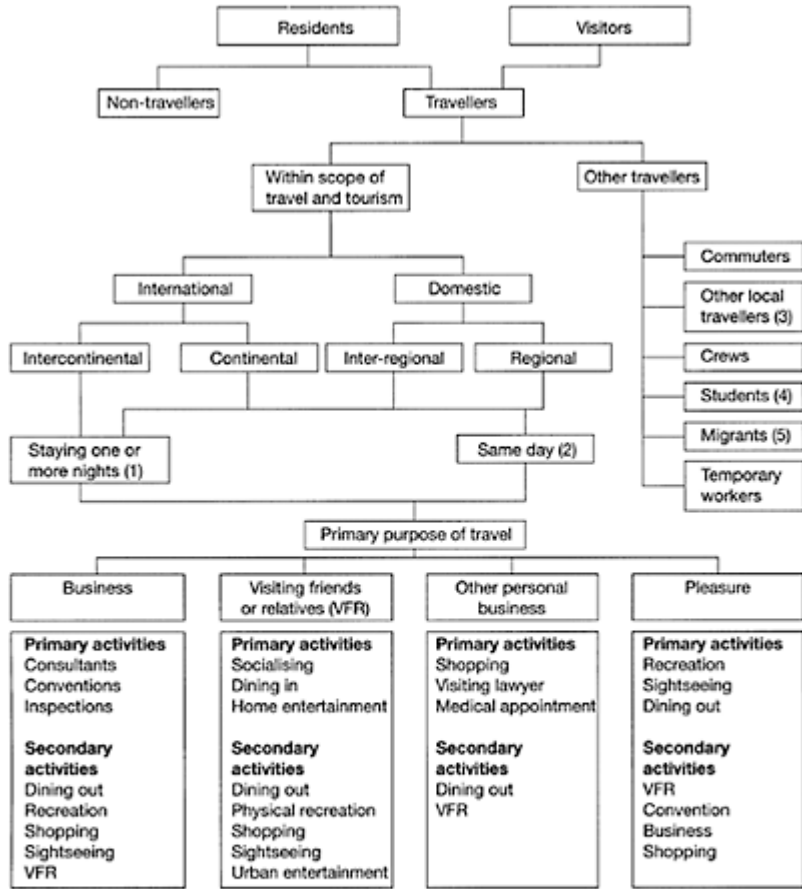 Residents
Visitors
Non-travellers
Travellers
Within scope of
travel and tourism
Other travellers
International
Domestic
Intercontinental
Continental
Inter-regional
Regional
Staying one or
more nights (1)
Same day (2)
Commuters
Other local
travellers (3)
Crews
Students (4)
Migrants (5)
Temporary
workers
Primary purpose of travel
Business
Primary activities
Consultants
Conventions
Inspections
Secondary
activities
Dining out
Recreation
Shopping
Sightseeing
VFR
Visiting friends
or relatives (VFR)
Primary activities
Socialising
Dining in
Home entertainment
Secondary
activities
Dining out
Physical recreation
Shopping
Sightseeing
Urban entertainment
Other personal
business
Primary activities
Shopping
Visiting lawyer
Medical appointment
Secondary
activities
Dining out
VFR
Pleasure
Primary activities
Recreation
Sightseeing
Dining out
Secondary
activities
VFR
Convention
Business
Shopping